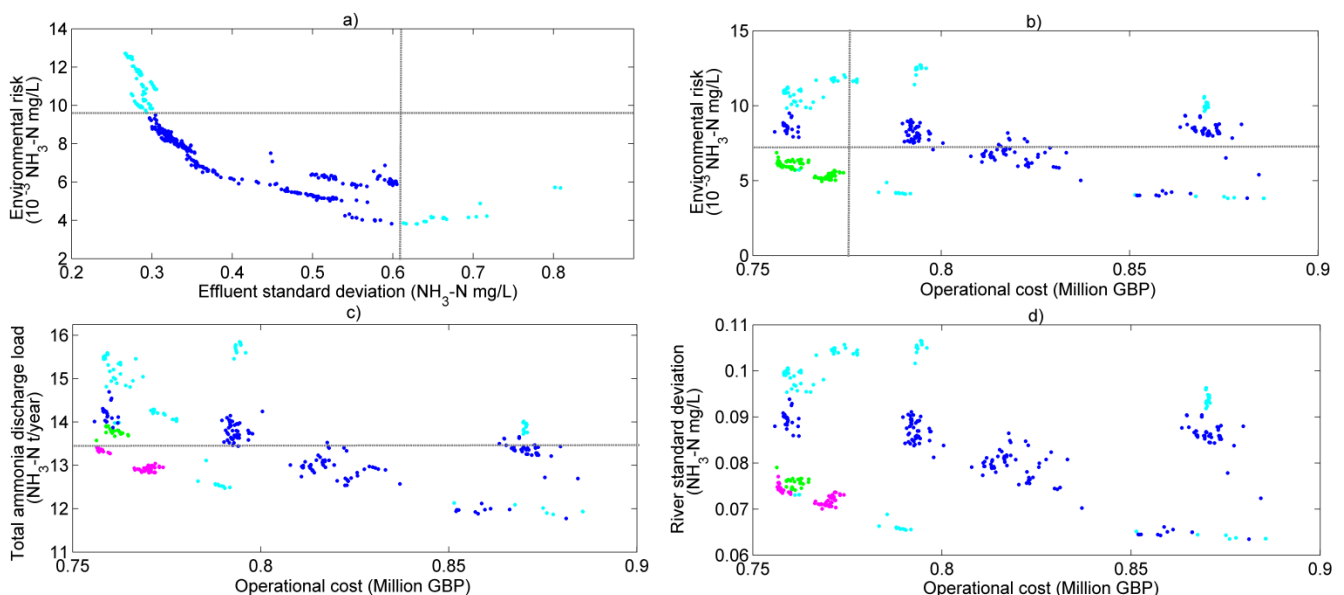 a)
14
12
10
8
6
4
2
0.2
0.3
0.4
0.5
0.6
0.7
0.8
Environmental risk
(10⁻³ NH₃-N mg/L)
Effluent standard deviation (NH₃-N mg/L)
b)
15
10
5
0
0.75
0.8
0.85
0.9
Environmental risk
(10⁻³ NH₃-N mg/L)
Operational cost (Million GBP)
c)
16
15
14
13
12
11
0.75
0.8
0.85
0.9
Total ammonia discharge load
(NH₃-N t/year)
Operational cost (Million GBP)
d)
0.11
0.1
0.09
0.08
0.07
0.06
0.75
0.8
0.85
0.9
River standard deviation
(NH₃-N mg/L)
Operational cost (Million GBP)